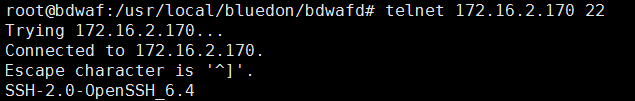 root@bdwaf:/usr/local/bluedon/bdwafd# telnet 172.16.2.170 22
Trying 172.16.2.170...
Connected to 172.16.2.170.
Escape character is '^]'.
SSH-2.0-OpenSSH_6.4